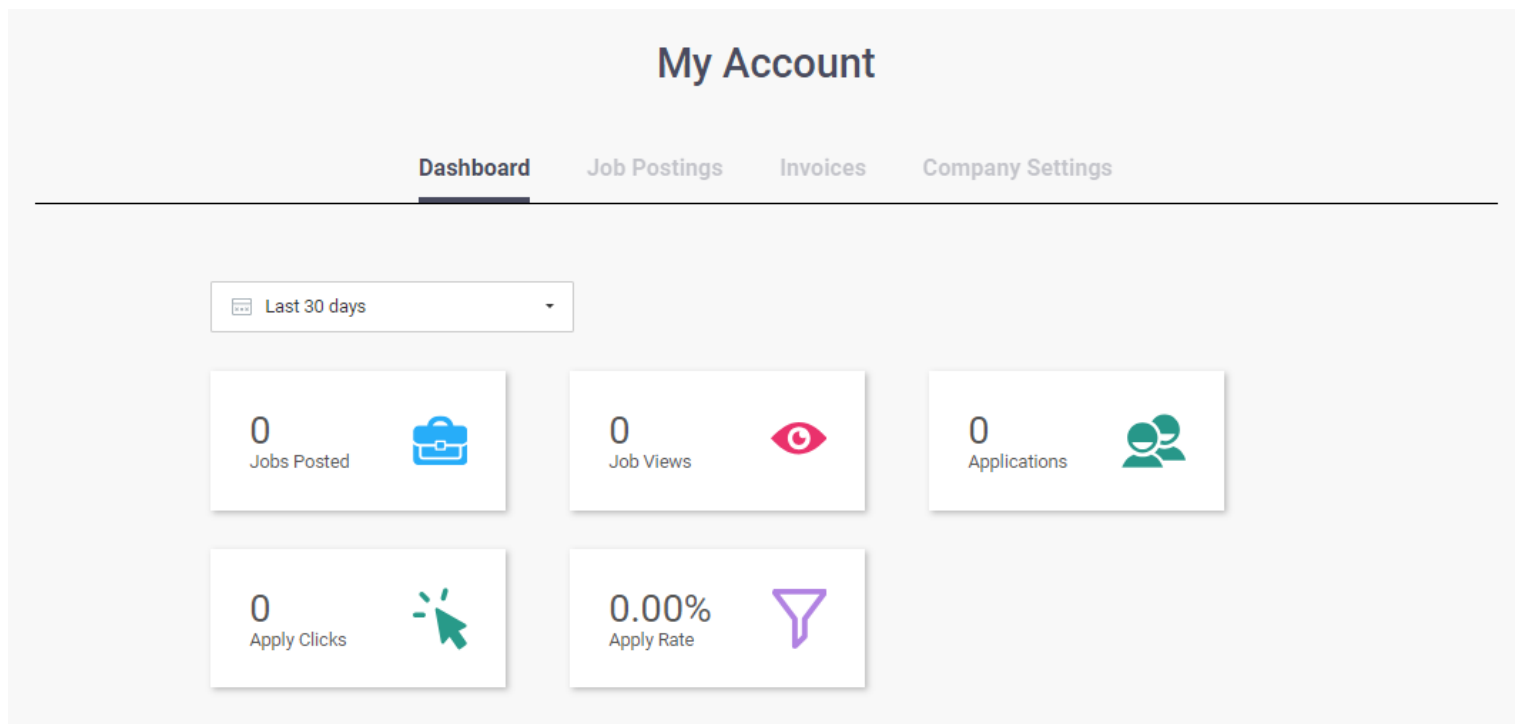 My Account
Dashboard Job Postings Invoices Company Settings
Last 30 days
0
Jobs Posted
0
Job Views
0
Applications
0
Apply Clicks
0.00%
Apply Rate